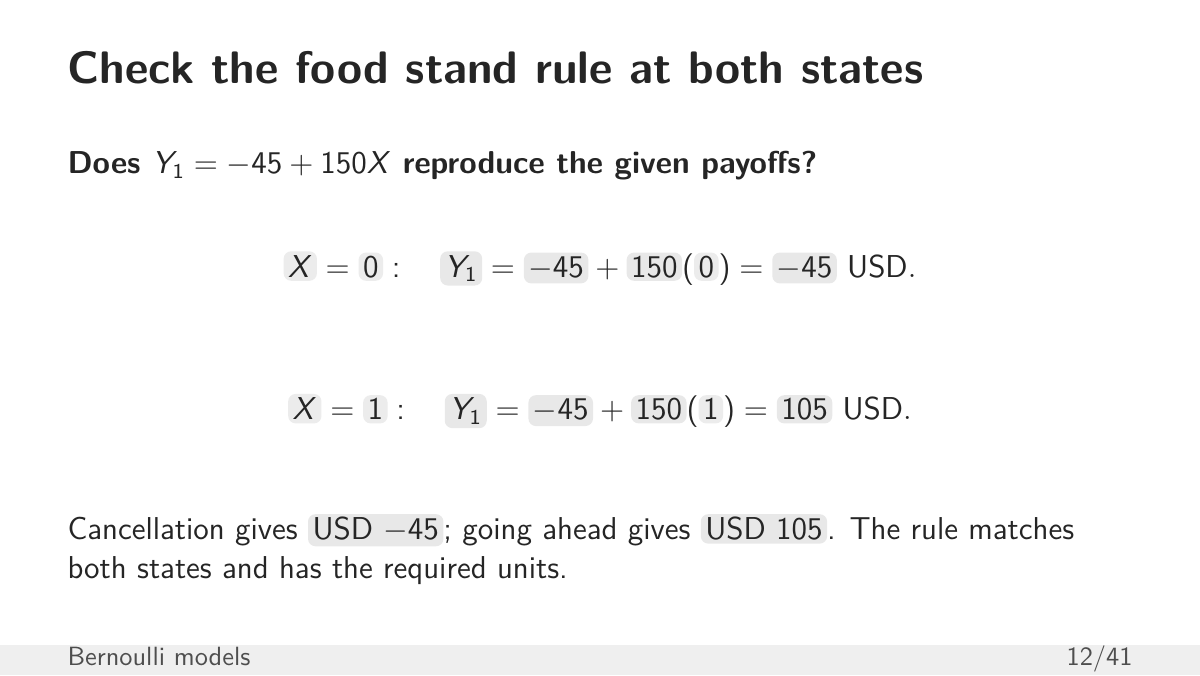 Check the food stand rule at both states
Does Y₁ = −45 + 150X reproduce the given payoffs?
X = 0 : Y₁ = −45 + 150(0) = −45 USD.
X = 1 : Y₁ = −45 + 150(1) = 105 USD.
Cancellation gives USD −45; going ahead gives USD 105. The rule matches
both states and has the required units.
Bernoulli models 12/41